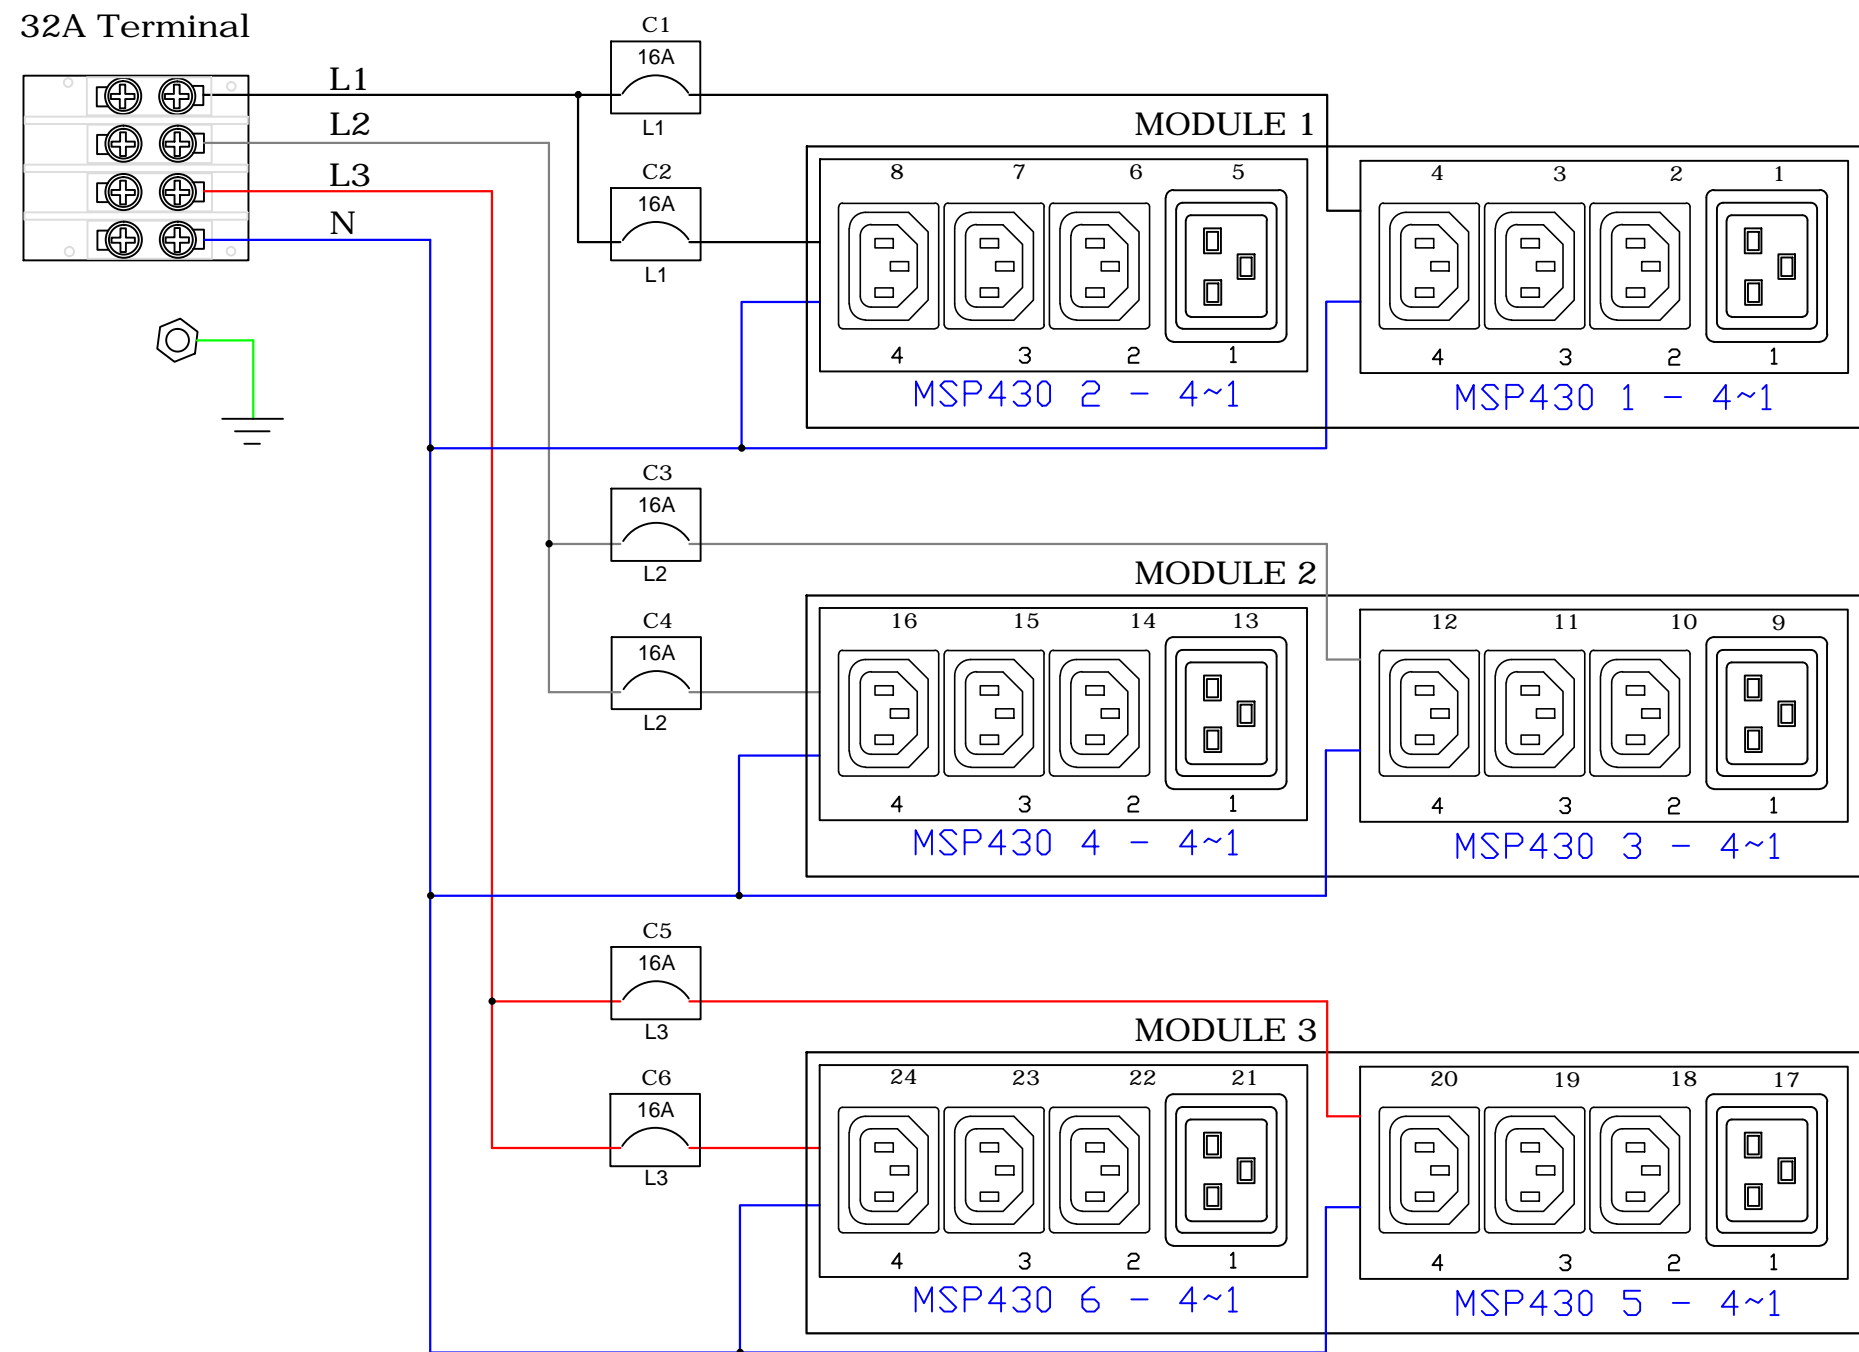 32A Terminal
L1
L2
L3
N
C1
16A
L1
C2
16A
L1
MODULE 1
8 7 6 5
4 3 2 1
4 3 2 1
4 3 2 1
MSP430 2 - 4~1
MSP430 1 - 4~1
C3
16A
L2
C4
16A
L2
MODULE 2
16 15 14 13
12 11 10 9
4 3 2 1
4 3 2 1
MSP430 4 - 4~1
MSP430 3 - 4~1
C5
16A
L3
C6
16A
L3
MODULE 3
24 23 22 21
20 19 18 17
4 3 2 1
4 3 2 1
MSP430 6 - 4~1
MSP430 5 - 4~1